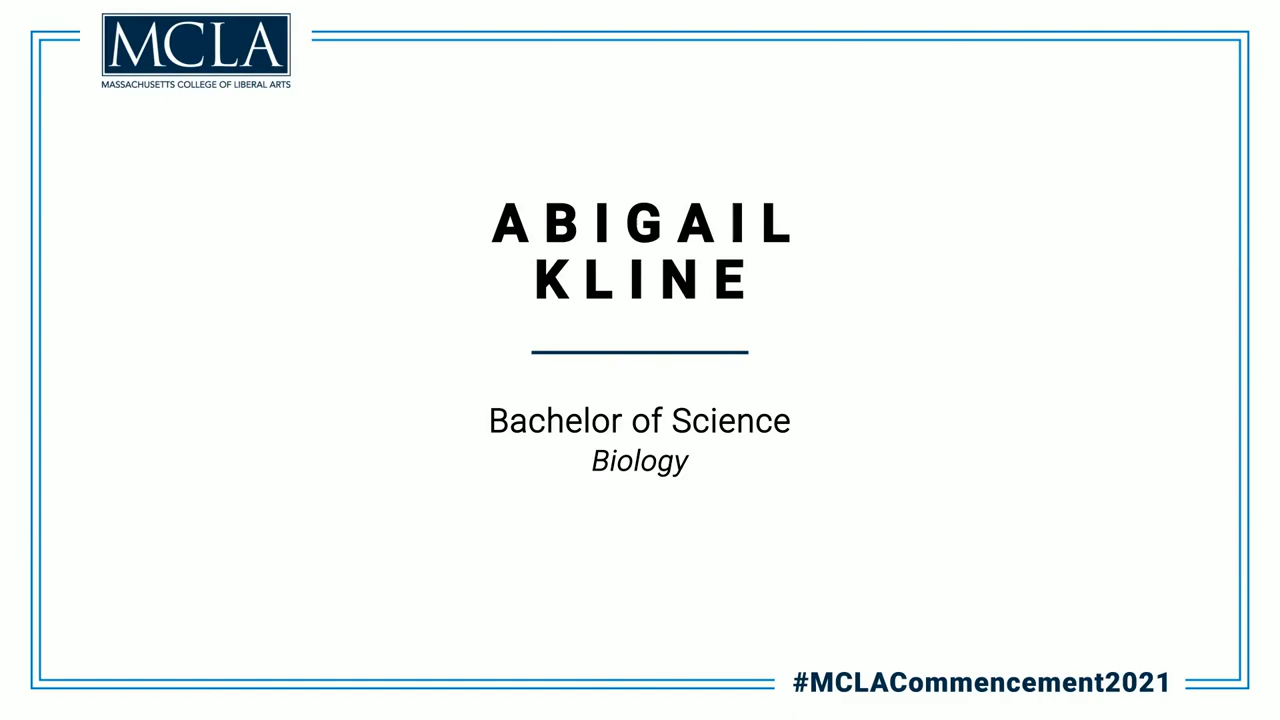 MCLA
MASSACHUSETTS COLLEGE OF LIBERAL ARTS
ABIGAIL
KLINE
Bachelor of Science
Biology
#MCLACommencement2021